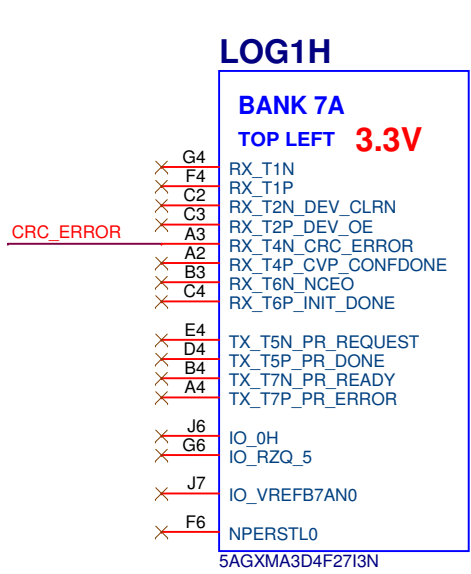 LOG1H
BANK 7A
TOP LEFT 3.3V
G4 RX_T1N
F4 RX_T1P
C2 RX_T2N_DEV_CLRN
C3 RX_T2P_DEV_OE
CRC_ERROR A3 RX_T4N_CRC_ERROR
A2 RX_T4P_CVP_CONFDONE
B3 RX_T6N_NCEO
C4 RX_T6P_INIT_DONE
E4 TX_T5N_PR_REQUEST
D4 TX_T5P_PR_DONE
B4 TX_T7N_PR_READY
A4 TX_T7P_PR_ERROR
J6 IO_0H
G6 IO_RZQ_5
J7 IO_VREFB7AN0
F6 NPERSTL0
5AGXMA3D4F27I3N